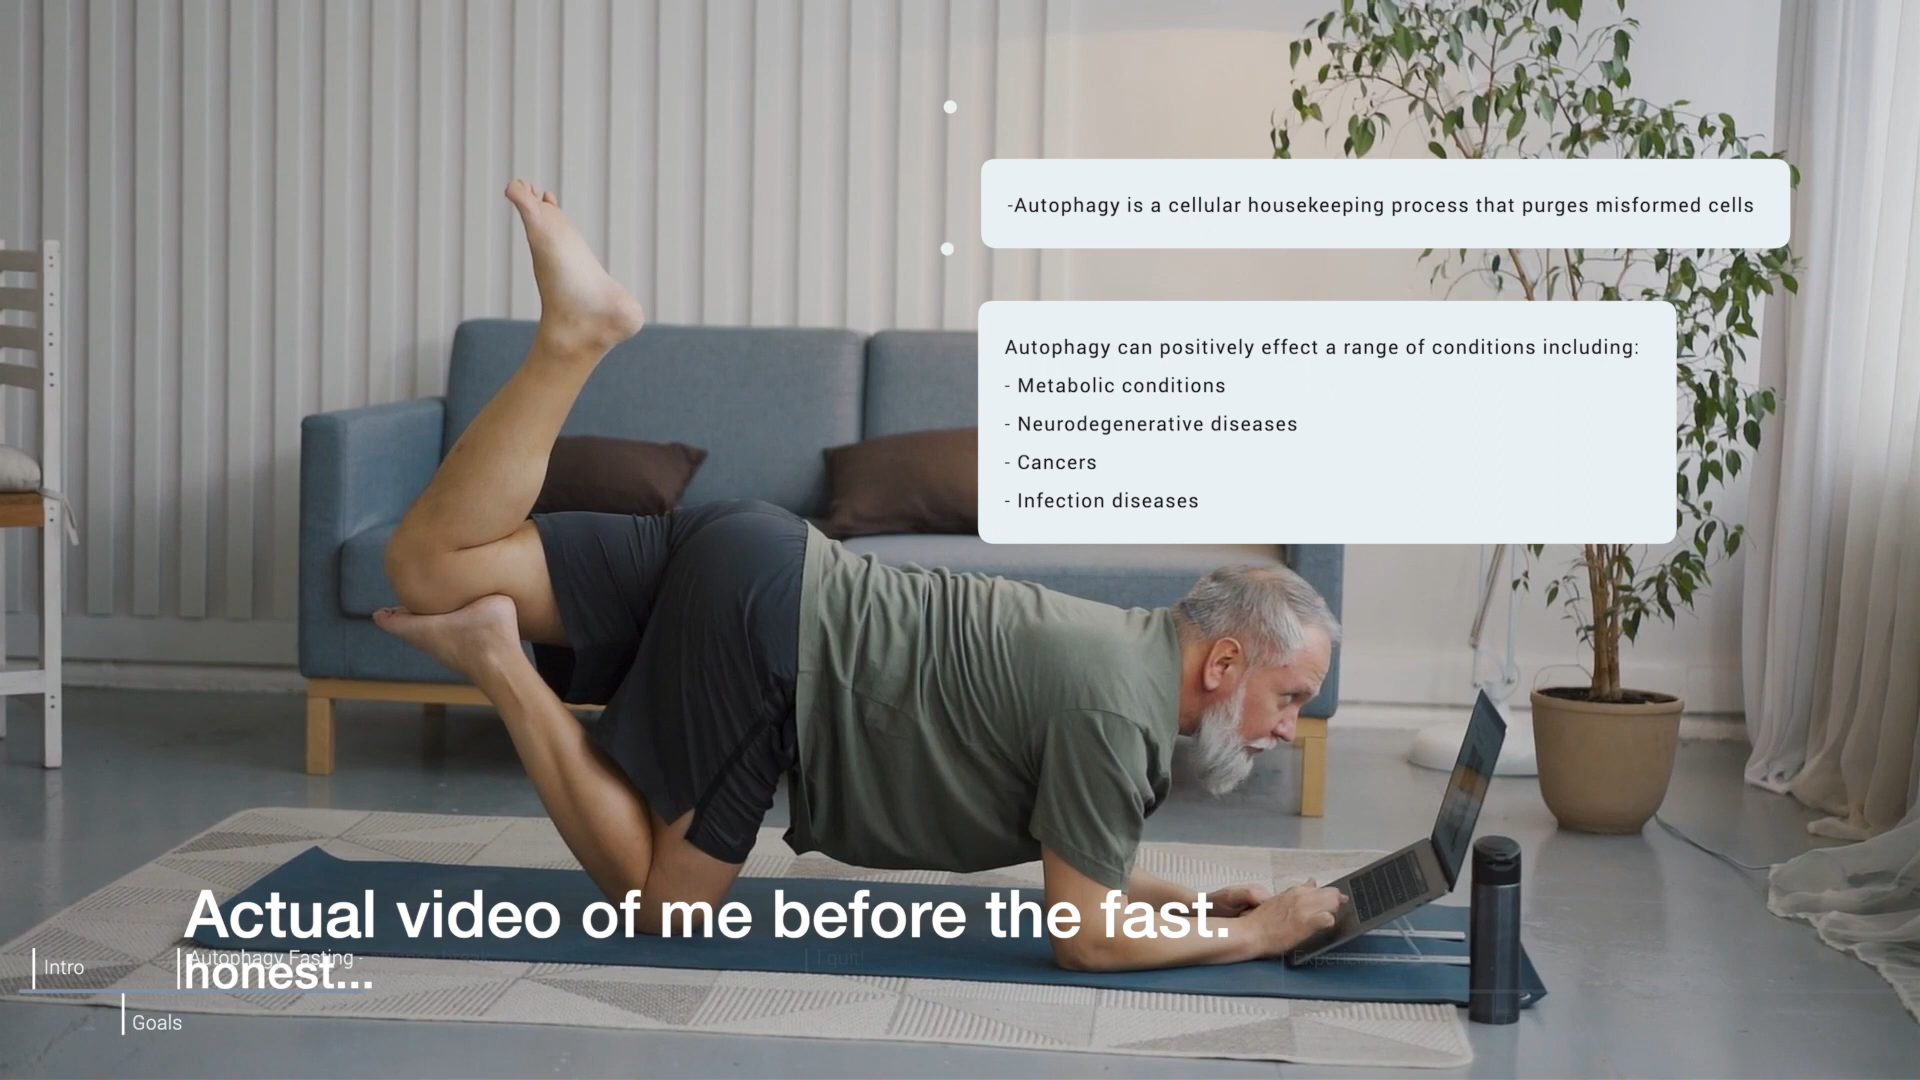 -Autophagy is a cellular housekeeping process that purges misformed cells
Autophagy can positively effect a range of conditions including:
- Metabolic conditions
- Neurodegenerative diseases
- Cancers
- Infection diseases
Actual video of me before the fast.
honest...
Intro
Autophagy Fasting -
I quit!
Goals